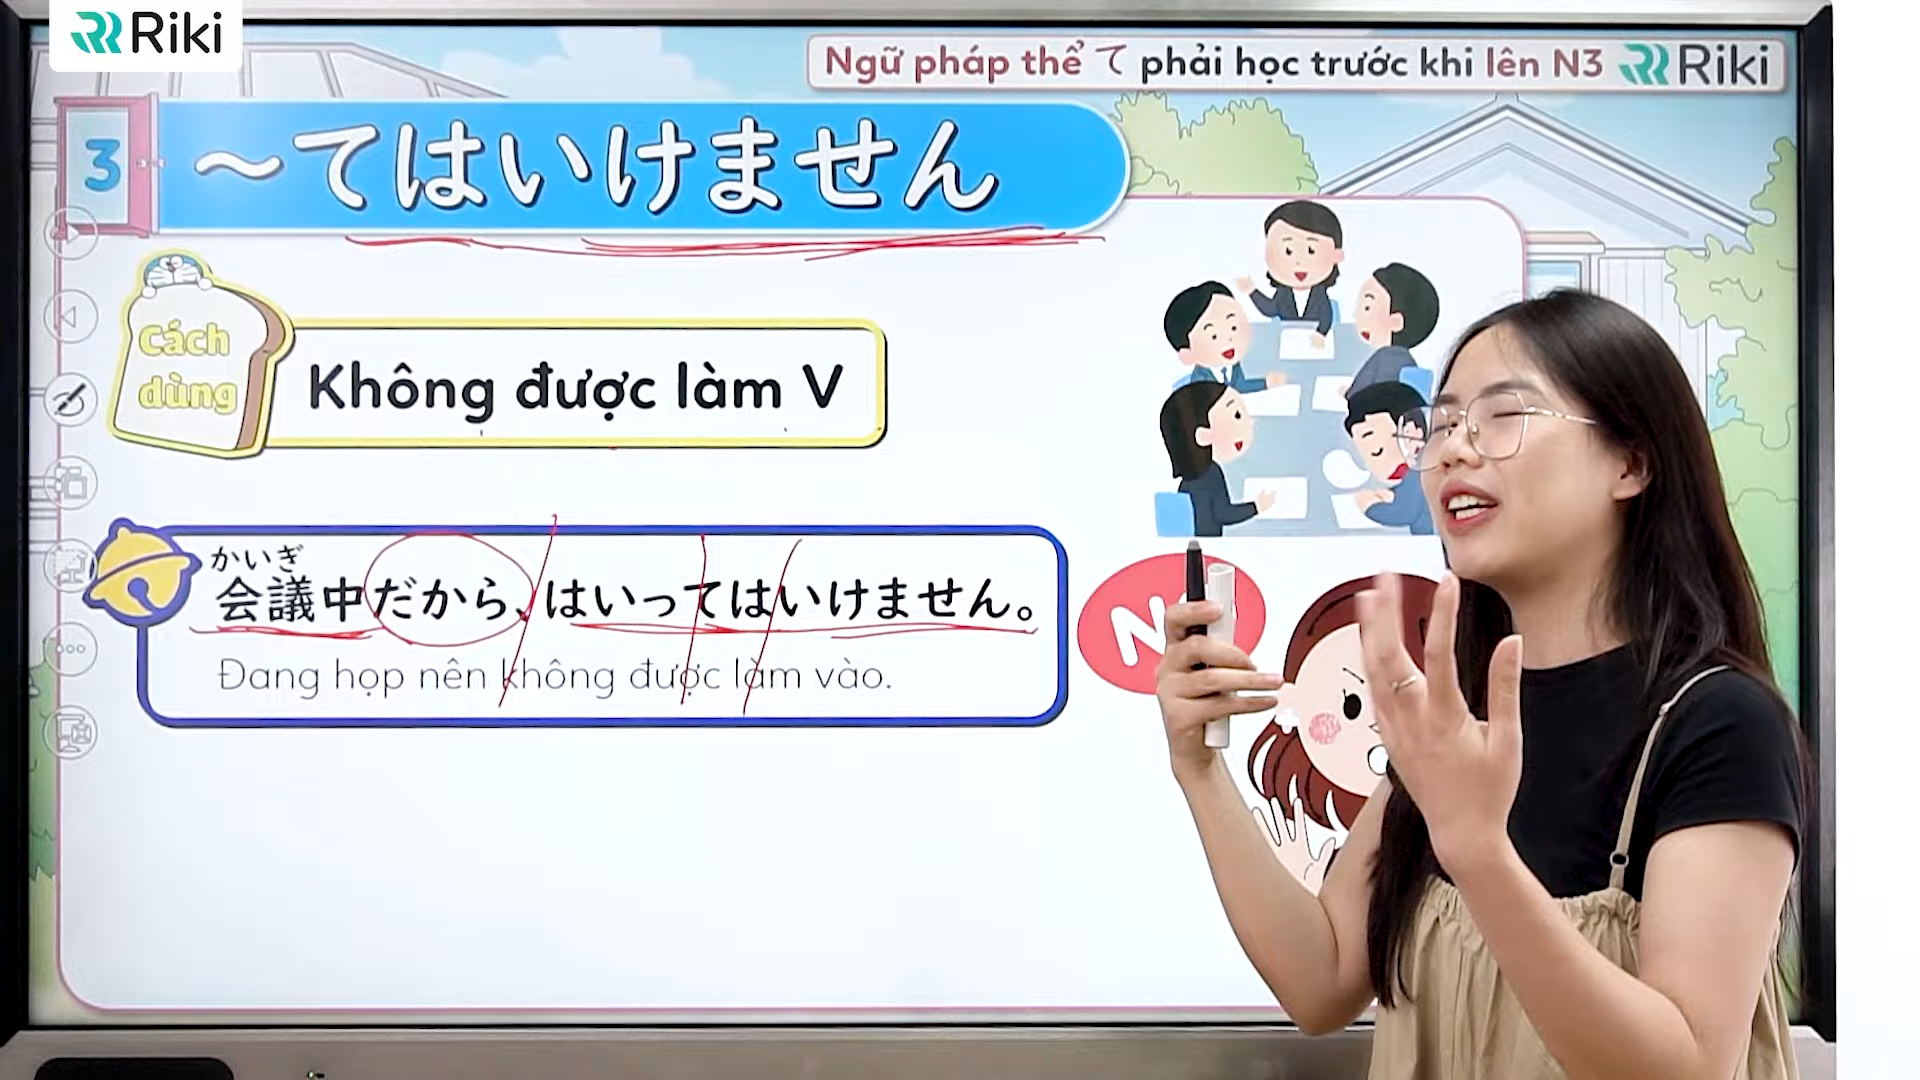 Riki
Ngữ pháp thể て phải học trước khi lên N3 Riki
3 ～てはいけません
Cách dùng
Không được làm V
かいぎ
会議中だから、はいってはいけません。
Đang họp nên không được làm vào.